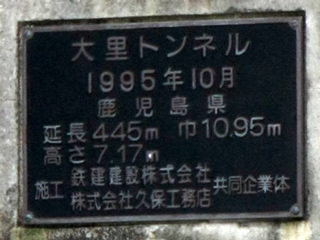 大里トンネル
1995年10月
鹿児島県
延長445m 巾10.95m
高さ7.17m
施工 鉄建建設株式会社 共同企業体
株式会社久保工務店